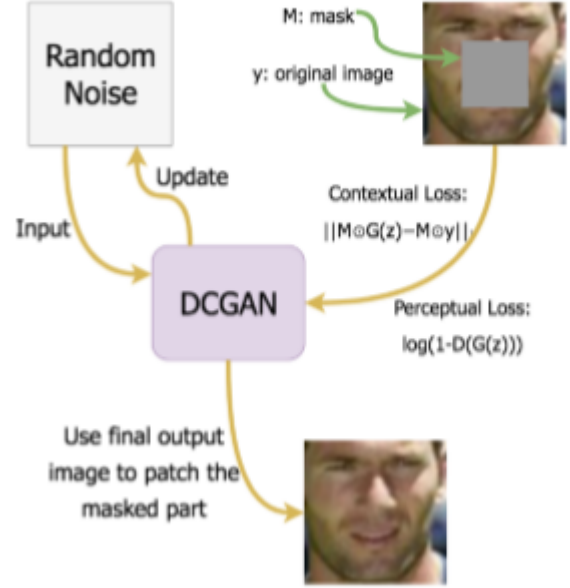 Random
Noise
M: mask
y: original image
Update
Input
Contextual Loss:
||M⊙G(z)−M⊙y||
DCGAN
Perceptual Loss:
log(1-D(G(z)))
Use final output
image to patch the
masked part